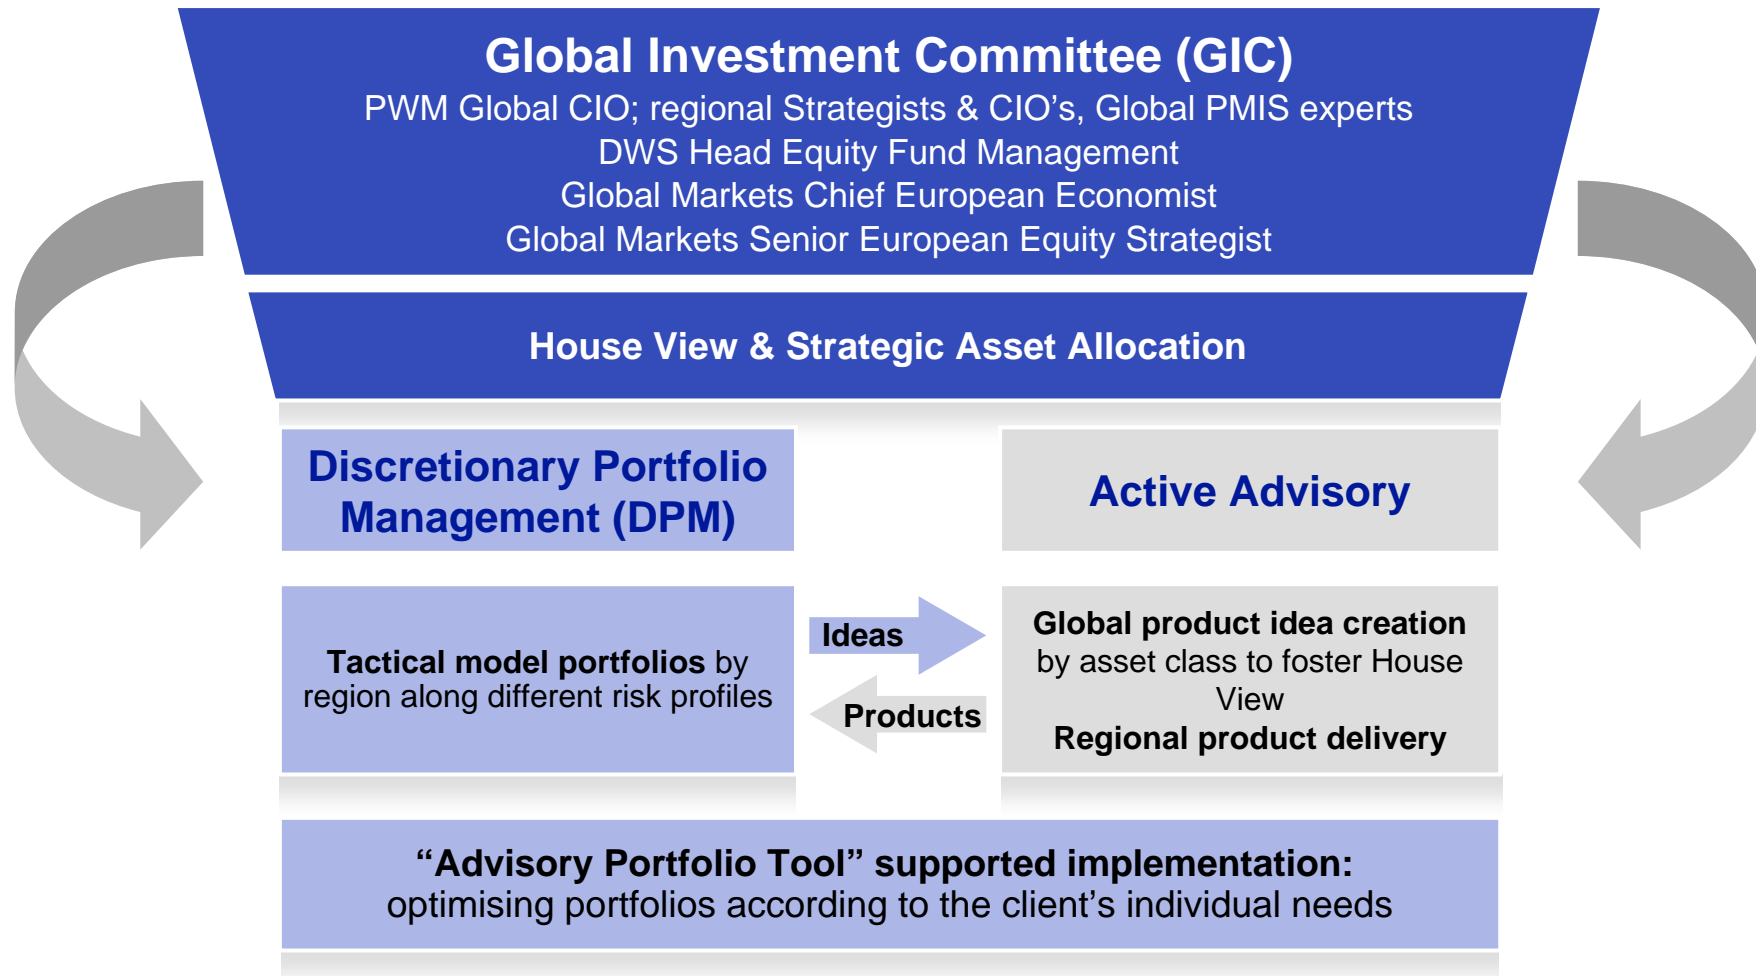 Global Investment Committee (GIC)
PWM Global CIO; regional Strategists & CIO’s, Global PMIS experts
DWS Head Equity Fund Management
Global Markets Chief European Economist
Global Markets Senior European Equity Strategist
House View & Strategic Asset Allocation
Discretionary Portfolio
Management (DPM)
Active Advisory
Tactical model portfolios by
region along different risk profiles
Ideas
Products
Global product idea creation
by asset class to foster House
View
Regional product delivery
“Advisory Portfolio Tool” supported implementation:
optimising portfolios according to the client’s individual needs